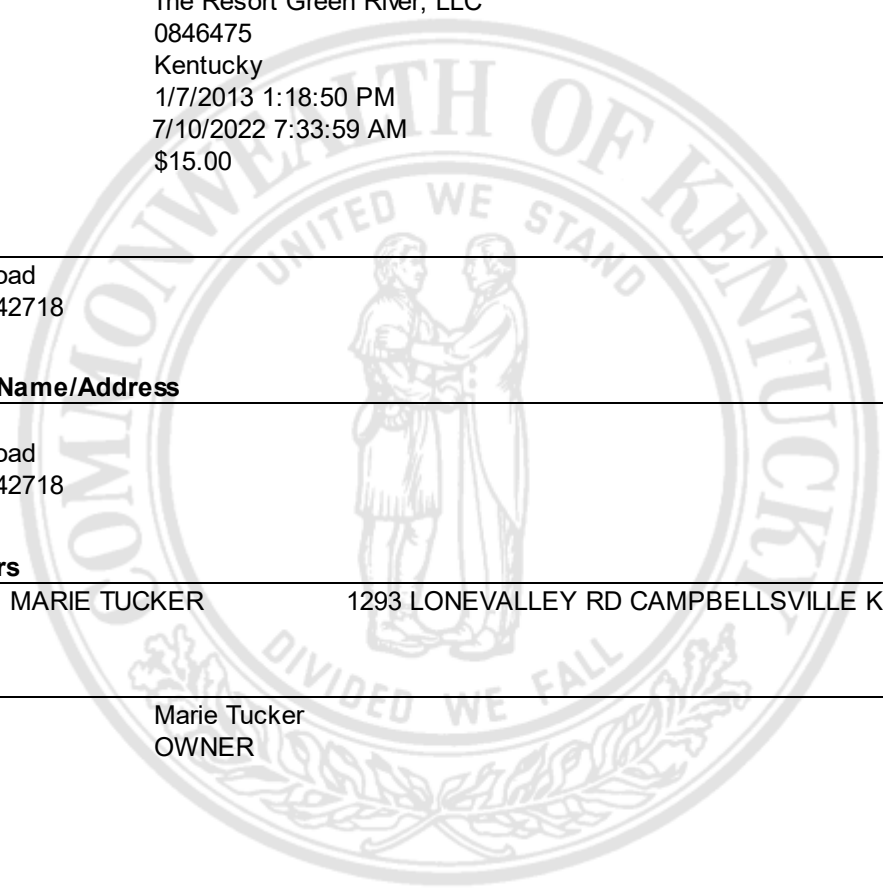 The Resort Green River, LLC
0846475
Kentucky
1/7/2013 1:18:50 PM
7/10/2022 7:33:59 AM
$15.00
COMMONWEALTH OF KENTUCKY
UNITED WE STAND
oad
42718
Name/Address
oad
42718
rs
MARIE TUCKER 1293 LONEVALLEY RD CAMPBELLSVILLE K
DIVIDED WE FALL
Marie Tucker
OWNER